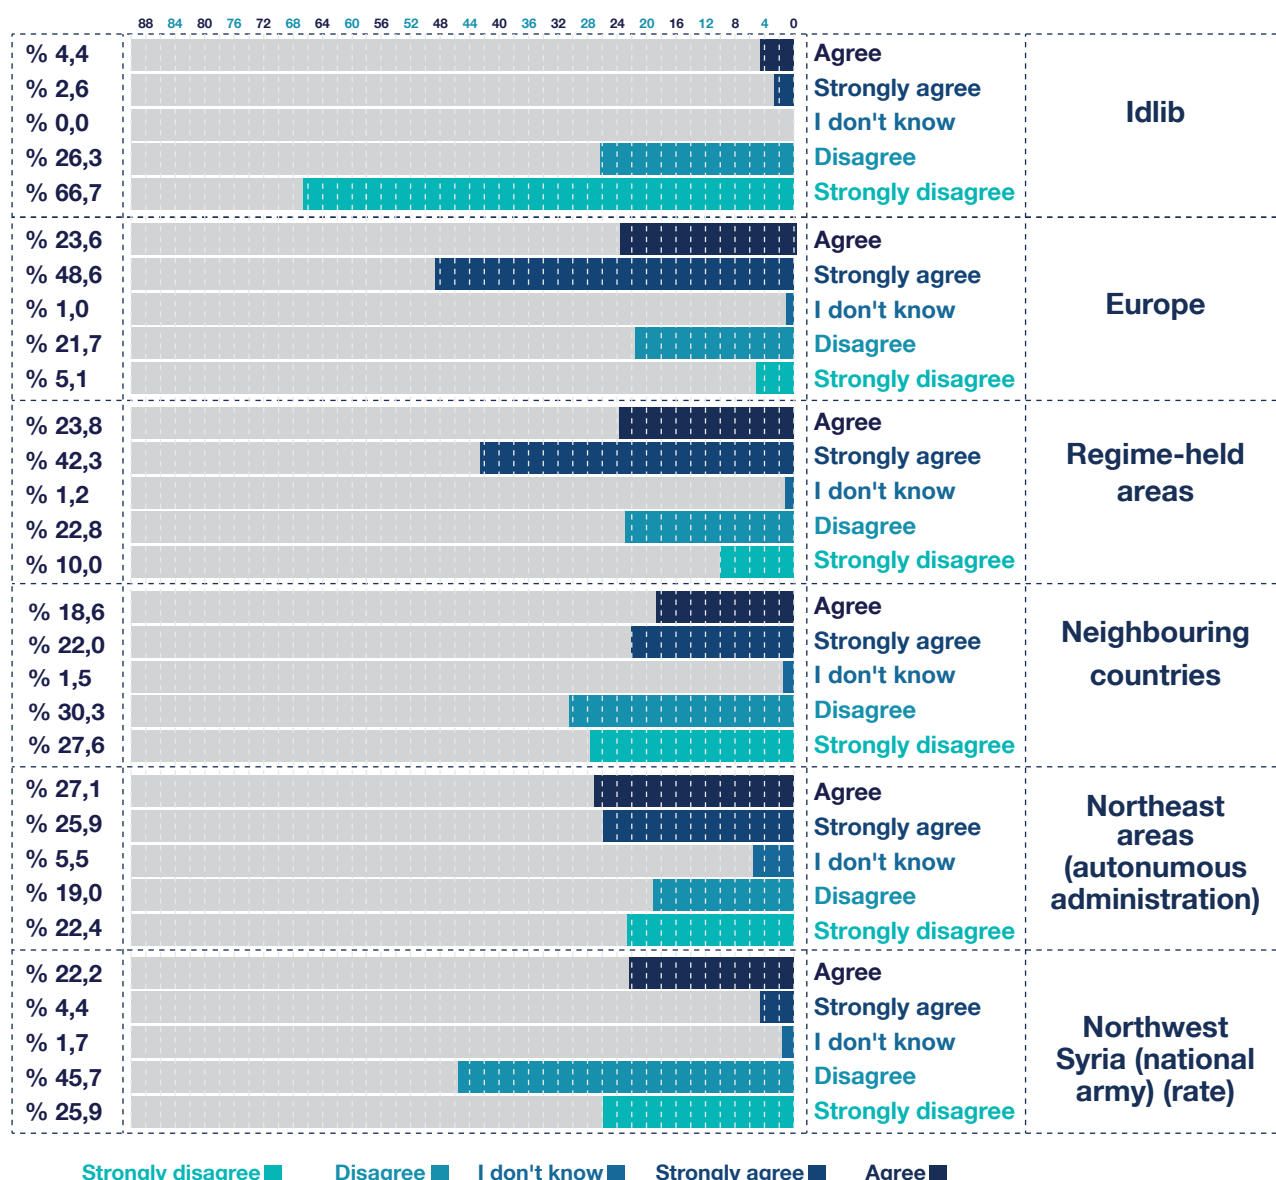 88 84 80 76 72 68 64 60 56 52 48 44 40 36 32 28 24 20 16 12 8 4 0
% 4,4 Agree
% 2,6 Strongly agree
% 0,0 I don't know
% 26,3 Disagree
% 66,7 Strongly disagree
Idlib
% 23,6 Agree
% 48,6 Strongly agree
% 1,0 I don't know
% 21,7 Disagree
% 5,1 Strongly disagree
Europe
% 23,8 Agree
% 42,3 Strongly agree
% 1,2 I don't know
% 22,8 Disagree
% 10,0 Strongly disagree
Regime-held
areas
% 18,6 Agree
% 22,0 Strongly agree
% 1,5 I don't know
% 30,3 Disagree
% 27,6 Strongly disagree
Neighbouring
countries
% 27,1 Agree
% 25,9 Strongly agree
% 5,5 I don't know
% 19,0 Disagree
% 22,4 Strongly disagree
Northeast
areas
(autonumous
administration)
% 22,2 Agree
% 4,4 Strongly agree
% 1,7 I don't know
% 45,7 Disagree
% 25,9 Strongly disagree
Northwest
Syria (national
army) (rate)
Strongly disagree Disagree I don't know Strongly agree Agree